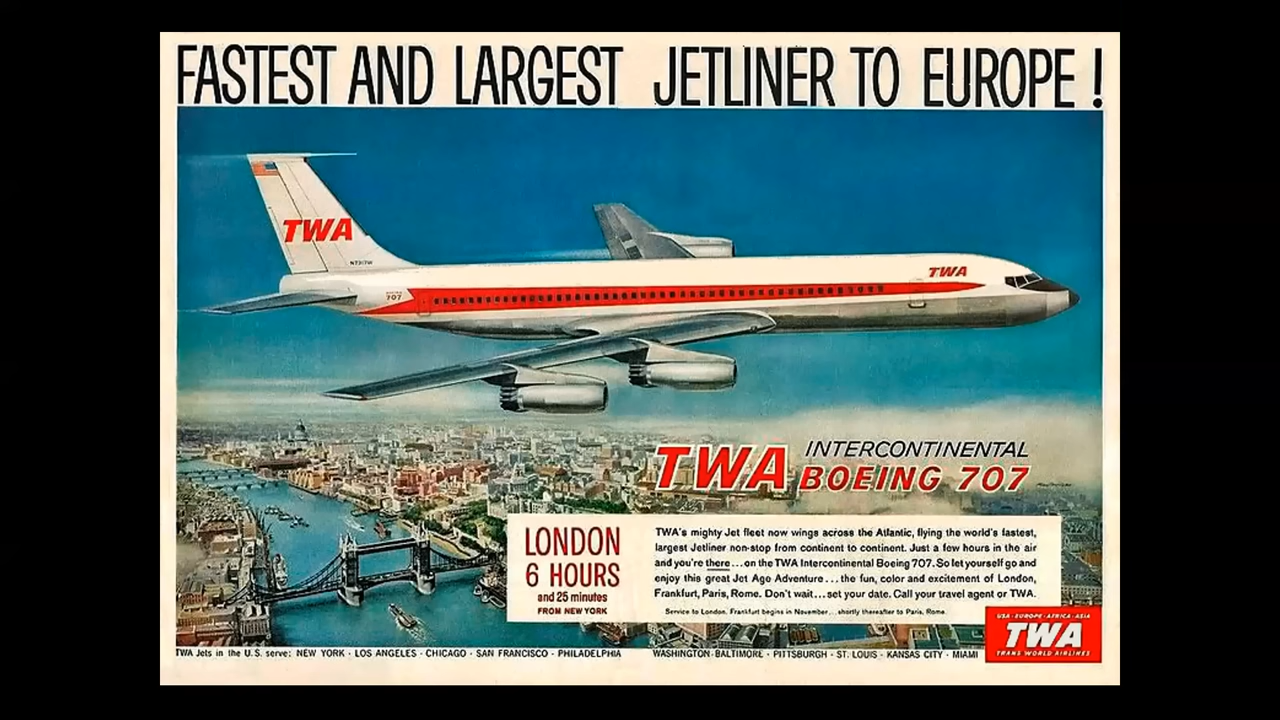 FASTEST AND LARGEST JETLINER TO EUROPE !
TWA
707
TWA
TWA INTERCONTINENTAL
BOEING 707
LONDON
6 HOURS
and 25 minutes
FROM NEW YORK
TWA's mighty Jet fleet now wings across the Atlantic, flying the world's fastest,
largest Jetliner non-stop from continent to continent. Just a few hours in the air
and you're there...on the TWA Intercontinental Boeing 707. So let yourself go and
enjoy this great Jet Age Adventure...the fun, color and excitement of London,
Frankfurt, Paris, Rome. Don't wait...set your date. Call your travel agent or TWA.
Service to London, Frankfurt begins in November...shortly thereafter to Paris, Rome.
USA·EUROPE·AFRICA·ASIA
TWA
TRANS WORLD AIRLINES
TWA Jets in the U.S. serve: NEW YORK · LOS ANGELES · CHICAGO · SAN FRANCISCO · PHILADELPHIA WASHINGTON-BALTIMORE · PITTSBURGH · ST. LOUIS · KANSAS CITY · MIAMI